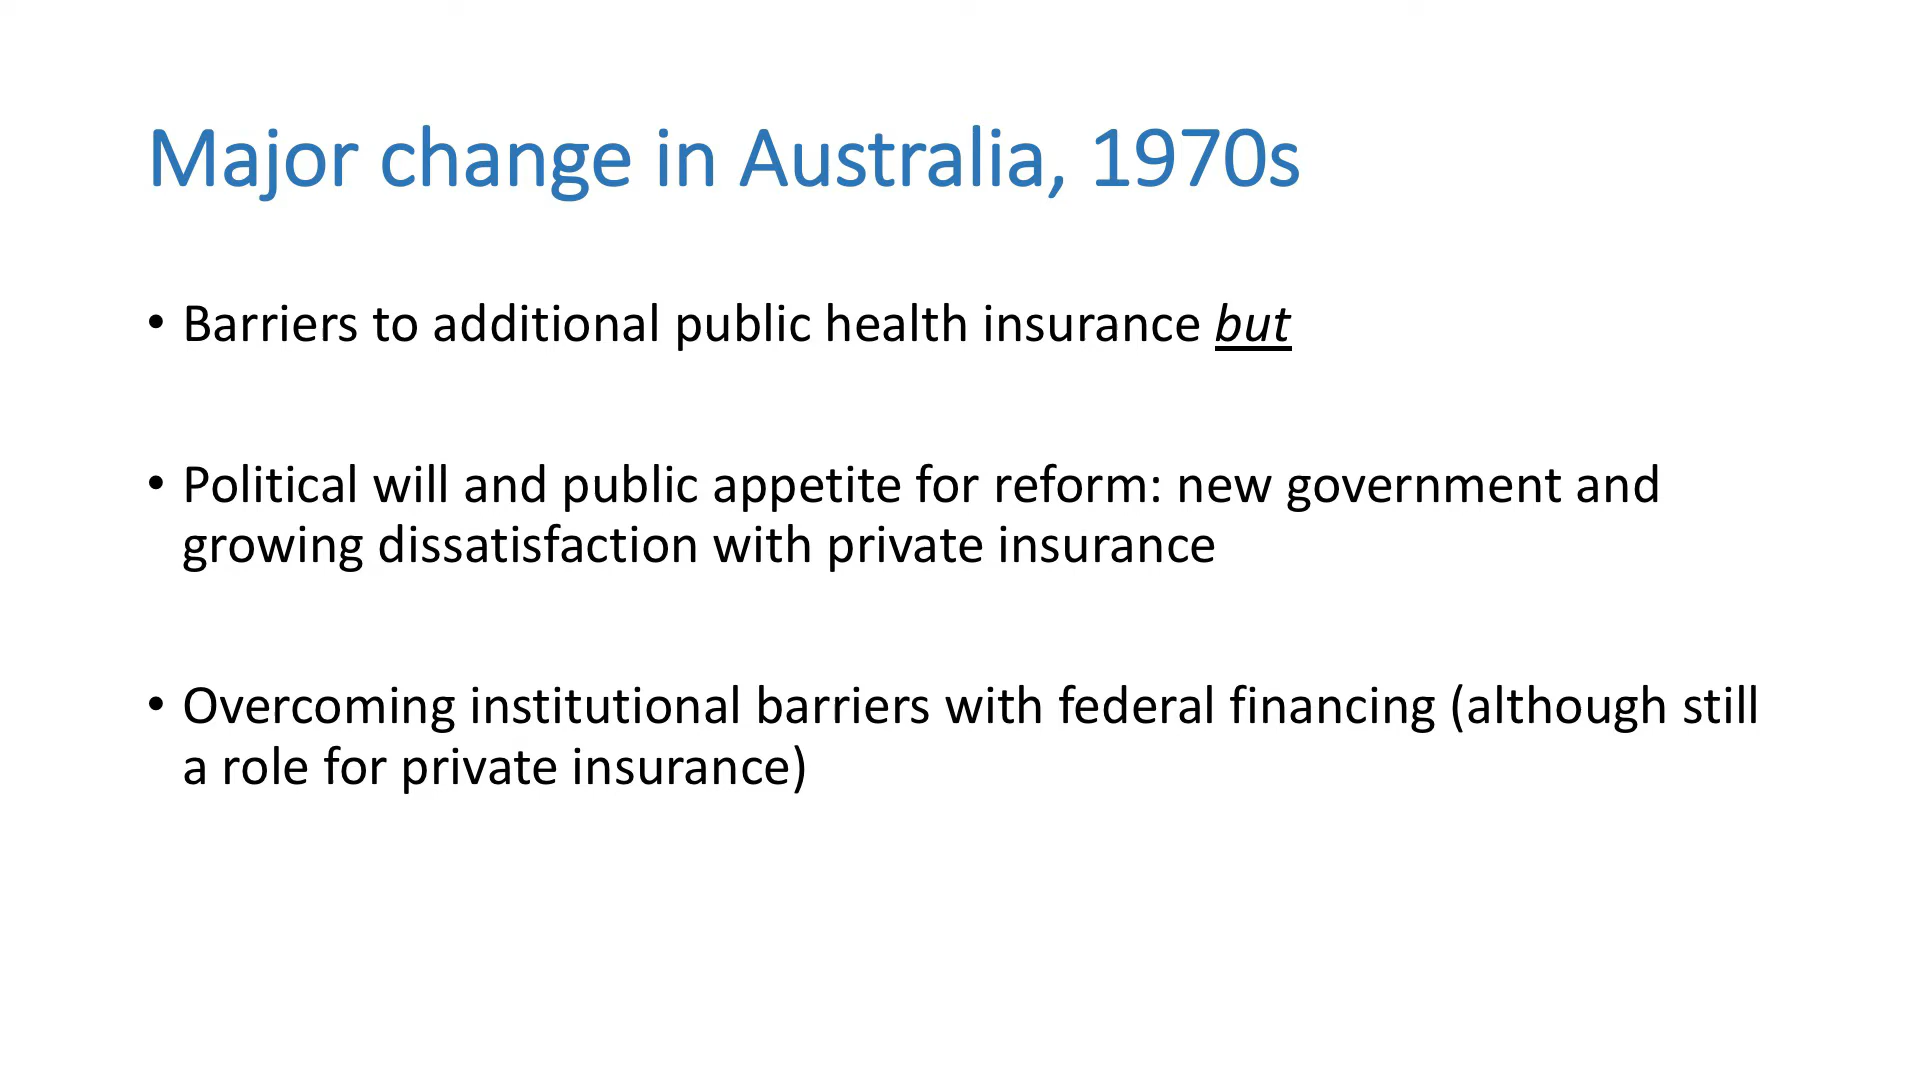 Major change in Australia, 1970s
• Barriers to additional public health insurance but
• Political will and public appetite for reform: new government and
growing dissatisfaction with private insurance
• Overcoming institutional barriers with federal financing (although still
a role for private insurance)